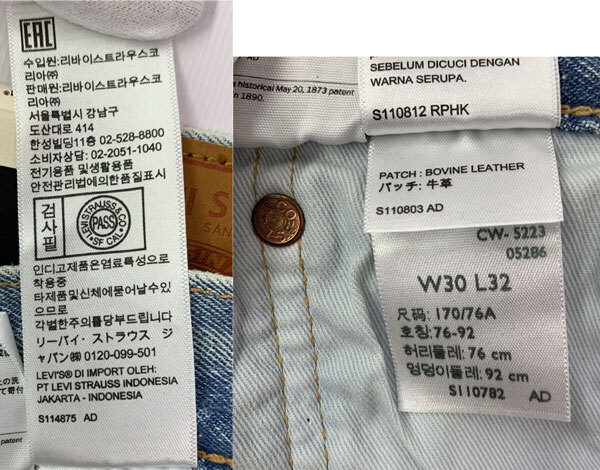 EAC
수입원:리바이스트라우스코
리아㈜
판매원:리바이스트라우스코
리아㈜
서울특별시 강남구
도산대로 414
한성빌딩11층 02-528-8800
소비자상담: 02-2051-1040
전기용품 및생활용품
안전관리법에의한품질표시
검사필
LEVI STRAUSS & CO
PASS
SF CAL
인디고제품은염료특성으로
착용중
타제품및신체에묻어날수있
으므로
각별한주의를당부드립니다
リーバイ・ストラウス ジ
ャパン㈱ 0120-099-501
LEVI'S® DI IMPORT OLEH:
PT LEVI STRAUSS INDONESIA
JAKARTA - INDONESIA
S114875 AD
patent
SAN
AD
e historical May 20, 1873 patent
n 1890.
SEBELUM DICUCI DENGAN
WARNA SERUPA.
S110812 RPHK
PATCH : BOVINE LEATHER
パッチ: 牛革
S110803 AD
CW- 5223
05286
W30 L32
尺码: 170/76A
호칭:76-92
허리둘레: 76 cm
엉덩이둘레: 92 cm
S110782 AD